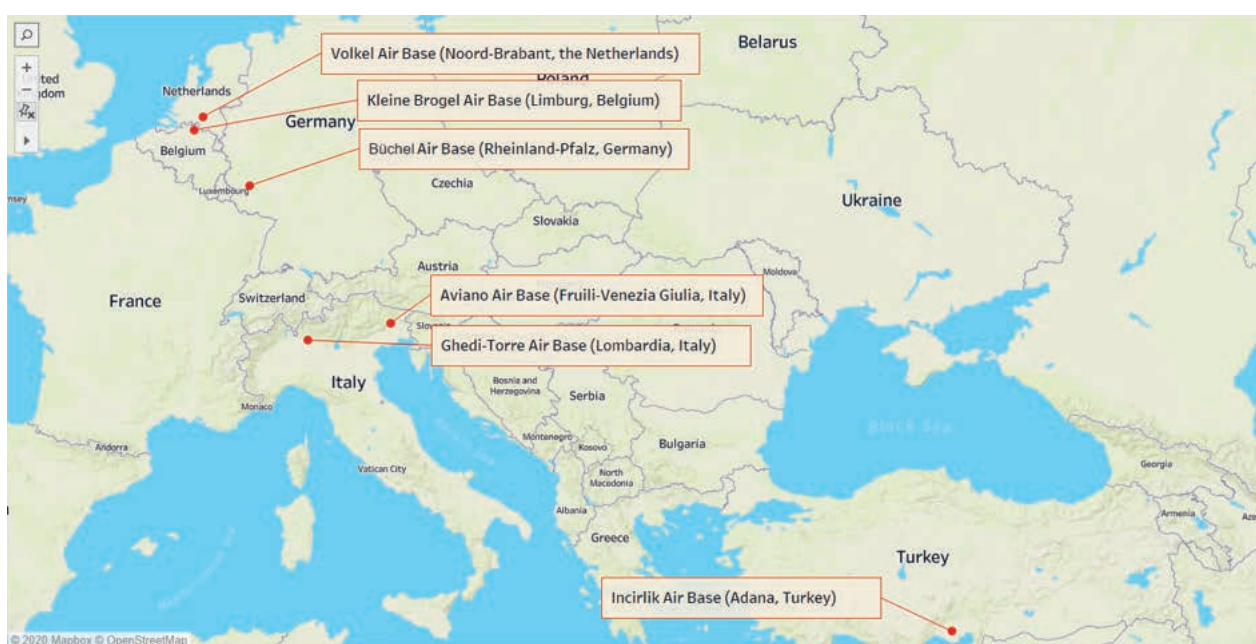 Belarus
Volkel Air Base (Noord-Brabant, the Netherlands)
Poland
Netherlands
Kleine Brogel Air Base (Limburg, Belgium)
Germany
Belgium
Büchel Air Base (Rheinland-Pfalz, Germany)
Luxembourg
Czechia
Ukraine
Slovakia
Austria
Moldova
France
Switzerland
Aviano Air Base (Fruili-Venezia Giulia, Italy)
Ghedi-Torre Air Base (Lombardia, Italy)
Italy
Bosnia and
Herzegovina
Serbia
Monaco
Black Sea
Andorra
Montenegro
Kosovo
Bulgaria
Vatican City
North
Macedonia
Georgia
Albania
Armenia
Greece
Turkey
Incirlik Air Base (Adana, Turkey)
© 2020 Mapbox © OpenStreetMap